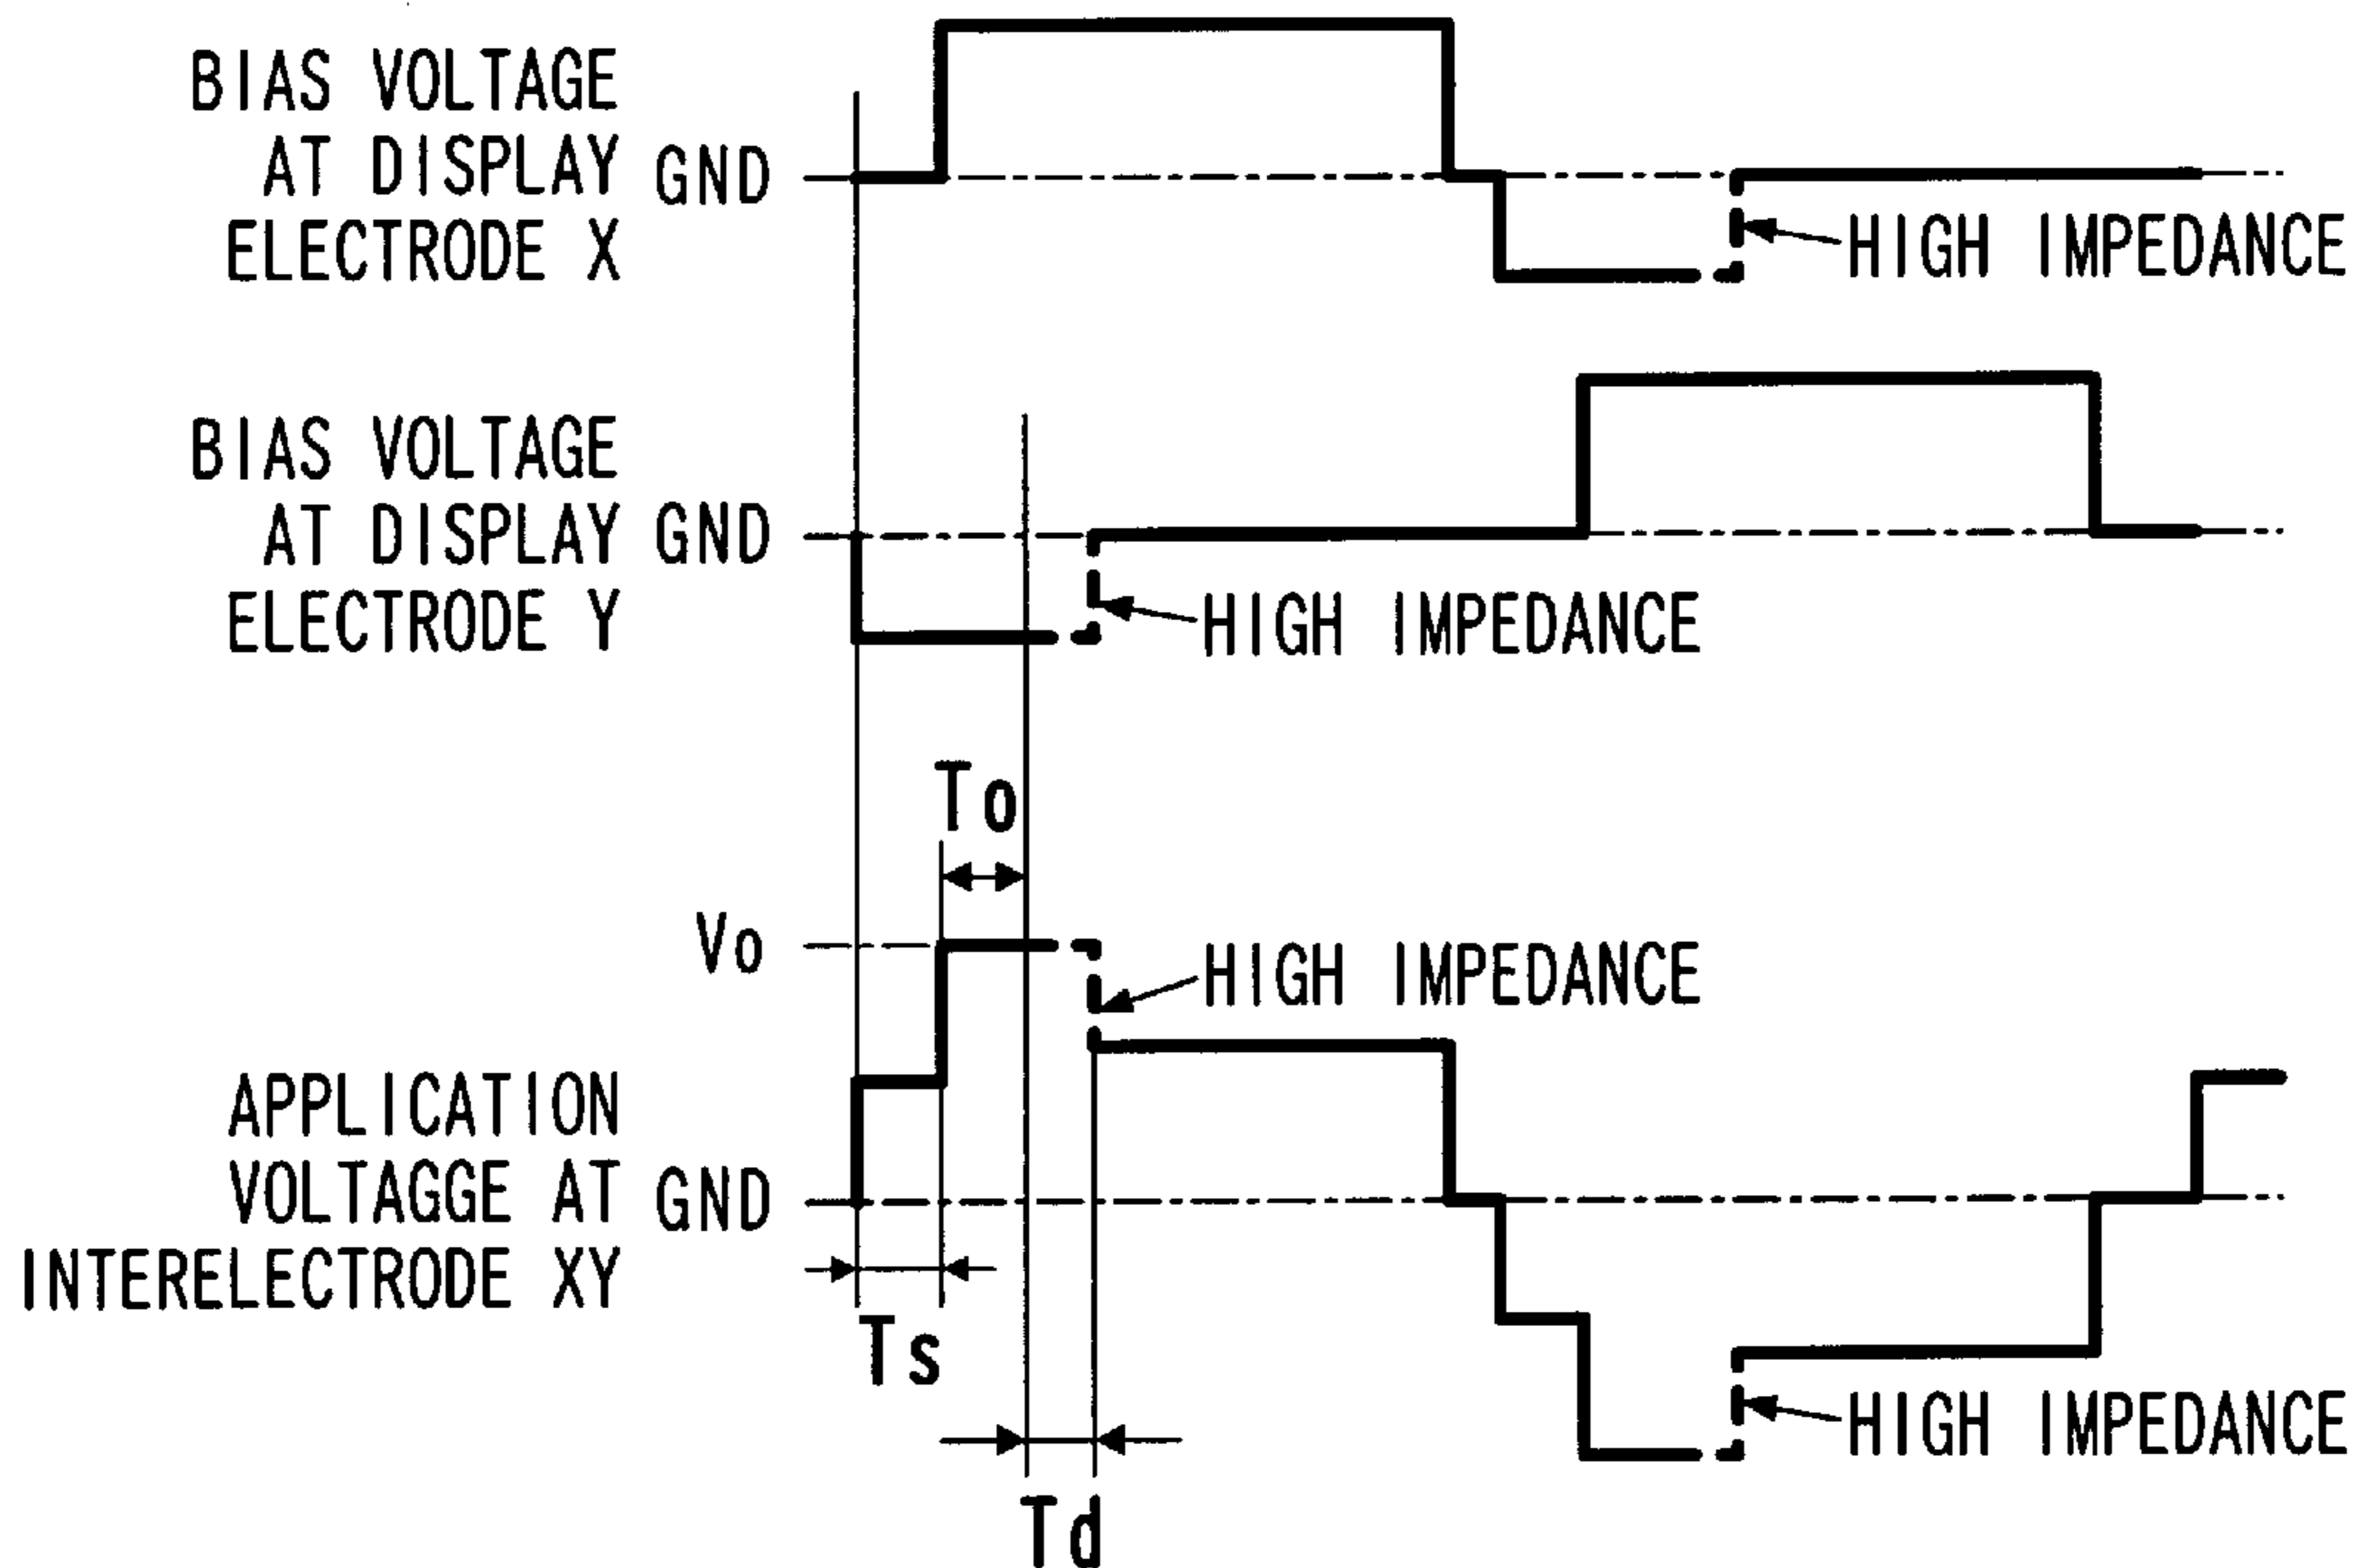 BIAS VOLTAGE
AT DISPLAY
ELECTRODE X
GND
HIGH IMPEDANCE
BIAS VOLTAGE
AT DISPLAY
ELECTRODE Y
GND
HIGH IMPEDANCE
To
Vo
HIGH IMPEDANCE
APPLICATION
VOLTAGGE AT
INTERELECTRODE XY
GND
Ts
HIGH IMPEDANCE
Td